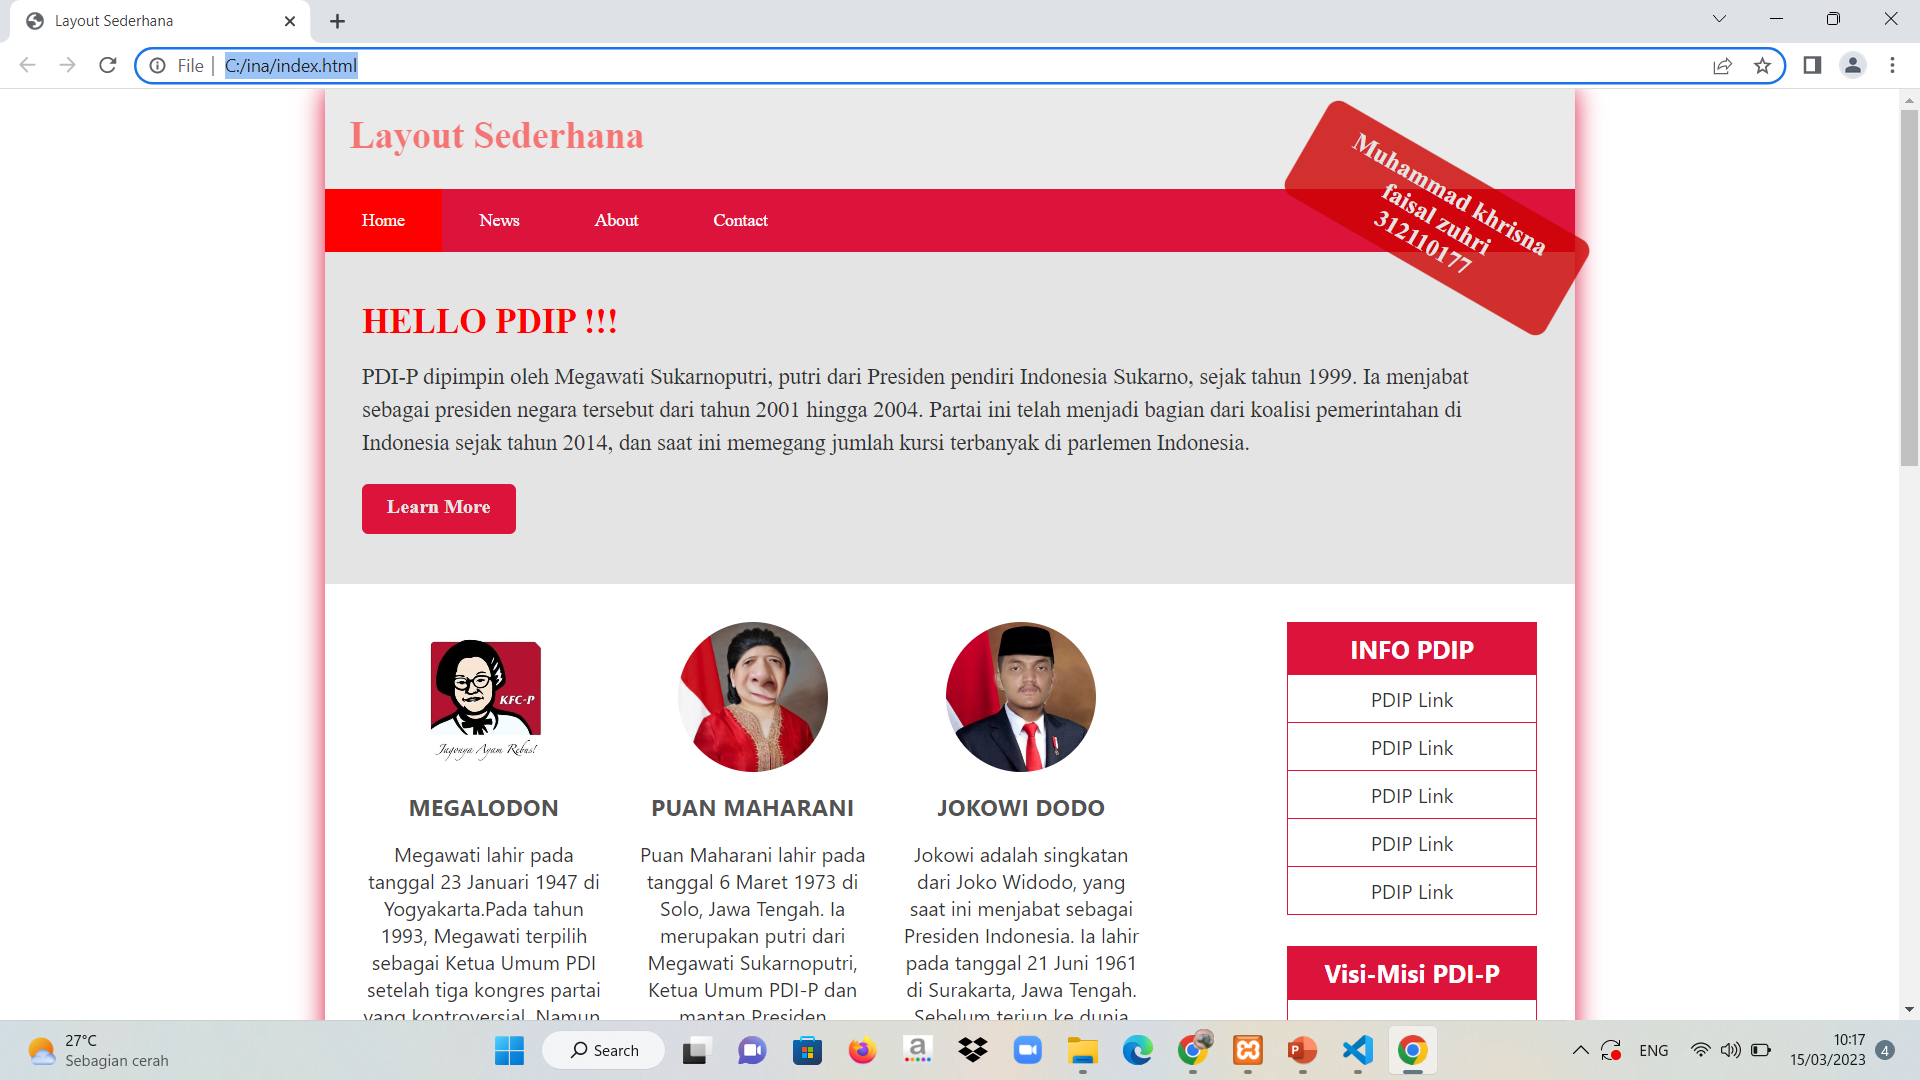 Layout Sederhana
File
C:/ina/index.html
Layout Sederhana
Muhammad khrisna
faisal zuhri
312110177
Home
News
About
Contact
HELLO PDIP !!!
PDI-P dipimpin oleh Megawati Sukarnoputri, putri dari Presiden pendiri Indonesia Sukarno, sejak tahun 1999. Ia menjabat
sebagai presiden negara tersebut dari tahun 2001 hingga 2004. Partai ini telah menjadi bagian dari koalisi pemerintahan di
Indonesia sejak tahun 2014, dan saat ini memegang jumlah kursi terbanyak di parlemen Indonesia.
Learn More
KFC-P
Jagonya Ayam Rebus!
MEGALODON
Megawati lahir pada
tanggal 23 Januari 1947 di
Yogyakarta.Pada tahun
1993, Megawati terpilih
sebagai Ketua Umum PDI
setelah tiga kongres partai
yang kontroversial. Namun
PUAN MAHARANI
Puan Maharani lahir pada
tanggal 6 Maret 1973 di
Solo, Jawa Tengah. Ia
merupakan putri dari
Megawati Sukarnoputri,
Ketua Umum PDI-P dan
mantan Presiden
JOKOWI DODO
Jokowi adalah singkatan
dari Joko Widodo, yang
saat ini menjabat sebagai
Presiden Indonesia. Ia lahir
pada tanggal 21 Juni 1961
di Surakarta, Jawa Tengah.
Sebelum terjun ke dunia
INFO PDIP
PDIP Link
PDIP Link
PDIP Link
PDIP Link
PDIP Link
Visi-Misi PDI-P
27°C
Sebagian cerah
Search
ENG
10:17
15/03/2023
4